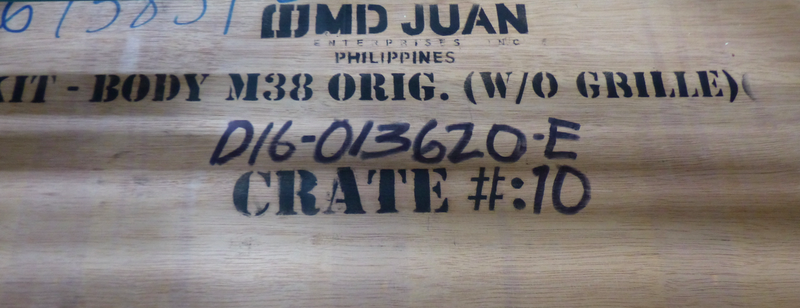 MD JUAN
ENTERPRISES INC
PHILIPPINES
KIT - BODY M38 ORIG. (W/O GRILLE)
D16-013620-E
CRATE #:10